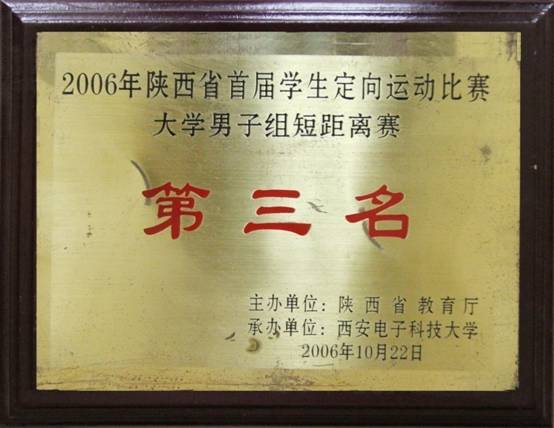 2006年陕西省首届学生定向运动比赛
大学男子组短距离赛
第三名
主办单位：陕西省教育厅
承办单位：西安电子科技大学
2006年10月22日